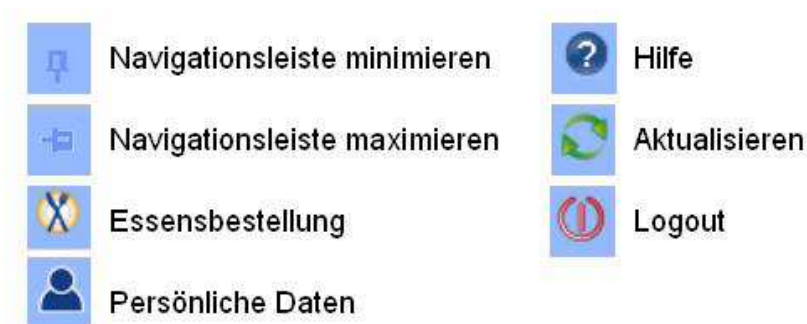 Navigationsleiste minimieren
Hilfe
Navigationsleiste maximieren
Aktualisieren
Essensbestellung
Logout
Persönliche Daten